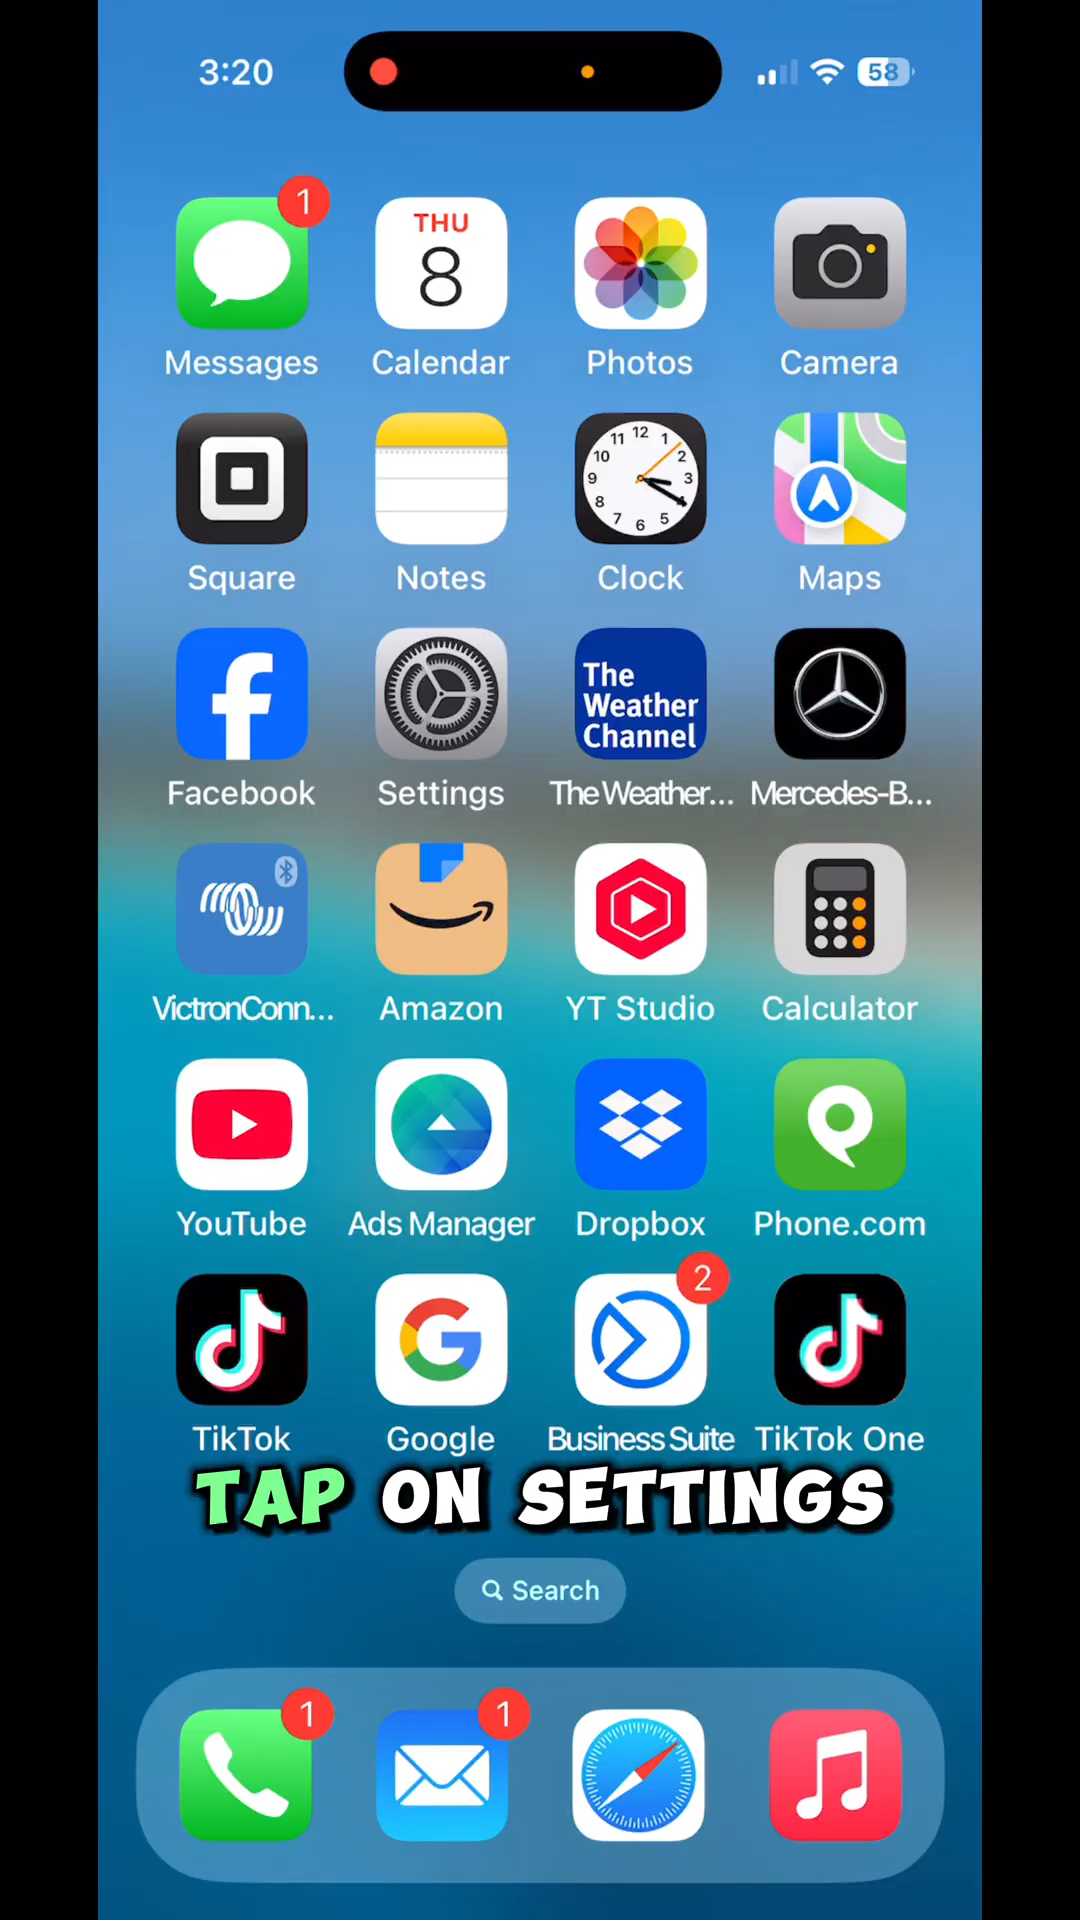 3:20
58
1
THU
8
Messages
Calendar
Photos
Camera
12
11
1
10
2
9
3
8
7
5
6
Square
Notes
Clock
Maps
The
Weather
Channel
Facebook
Settings
The Weather...
Mercedes-B...
VictronConn...
Amazon
YT Studio
Calculator
YouTube
Ads Manager
Dropbox
Phone.com
2
TikTok
Google
Business Suite
TikTok One
TAP ON SETTINGS
Search
1
1